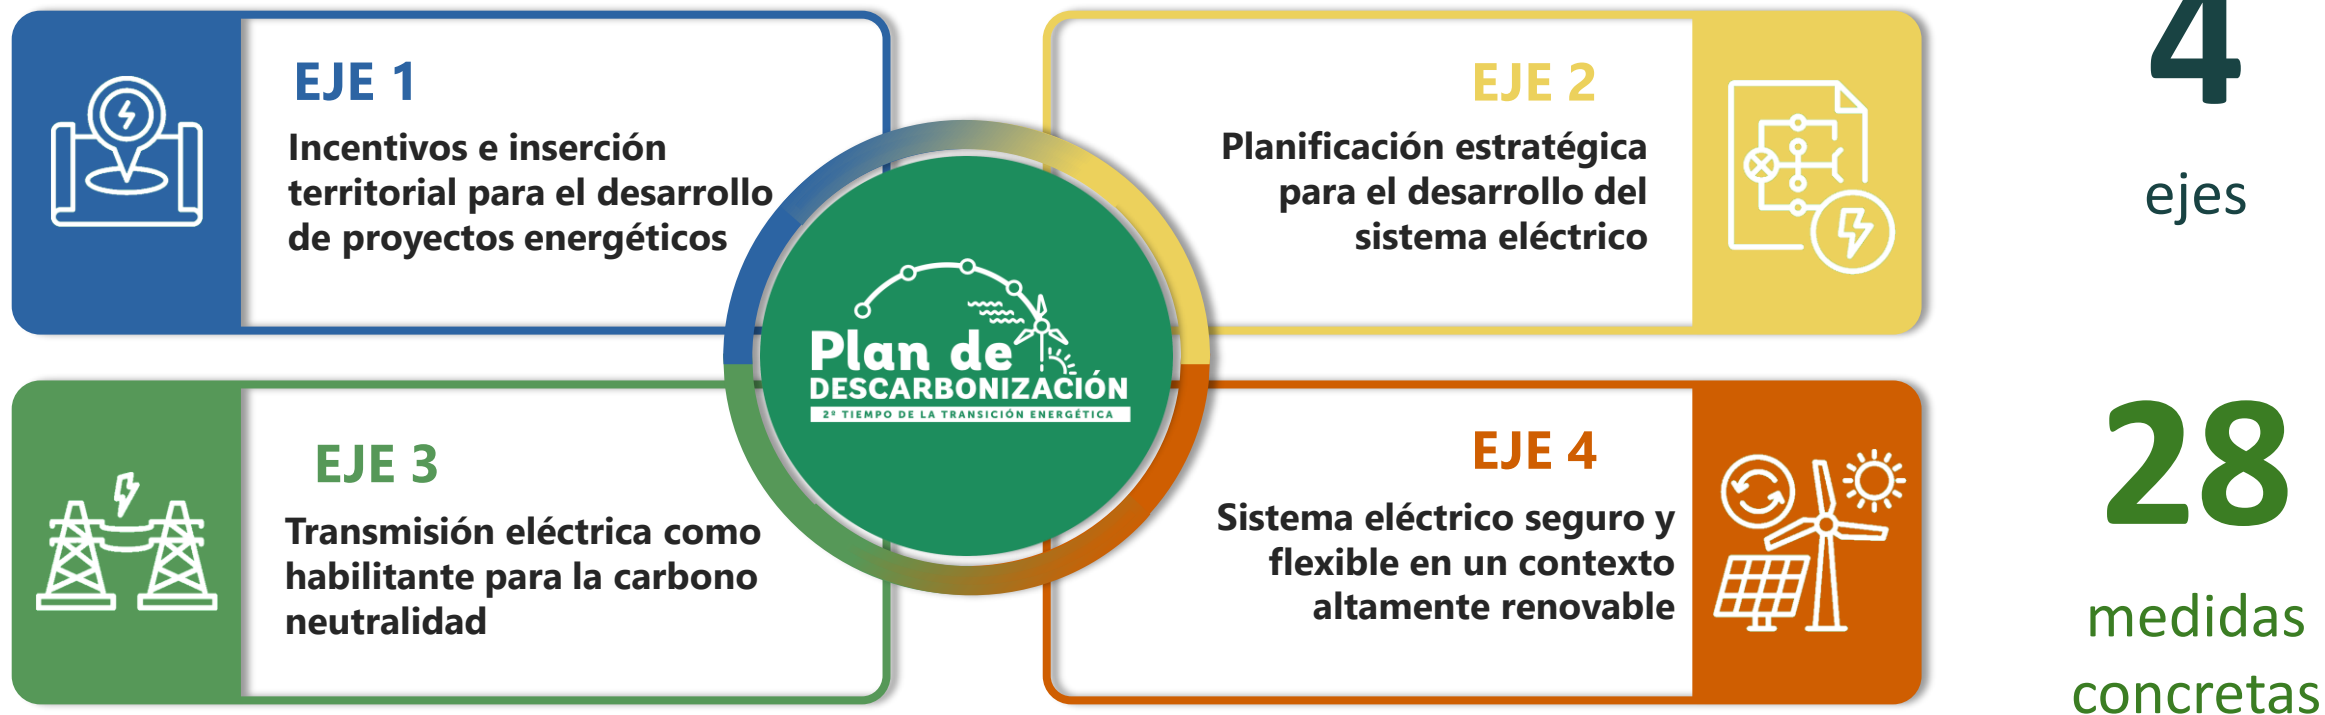 EJE 1
Incentivos e inserción
territorial para el desarrollo
de proyectos energéticos
EJE 2
Planificación estratégica
para el desarrollo del
sistema eléctrico
Plan de
DESCARBONIZACIÓN
2º TIEMPO DE LA TRANSICIÓN ENERGÉTICA
EJE 3
Transmisión eléctrica como
habilitante para la carbono
neutralidad
EJE 4
Sistema eléctrico seguro y
flexible en un contexto
altamente renovable
4
ejes
28
medidas
concretas